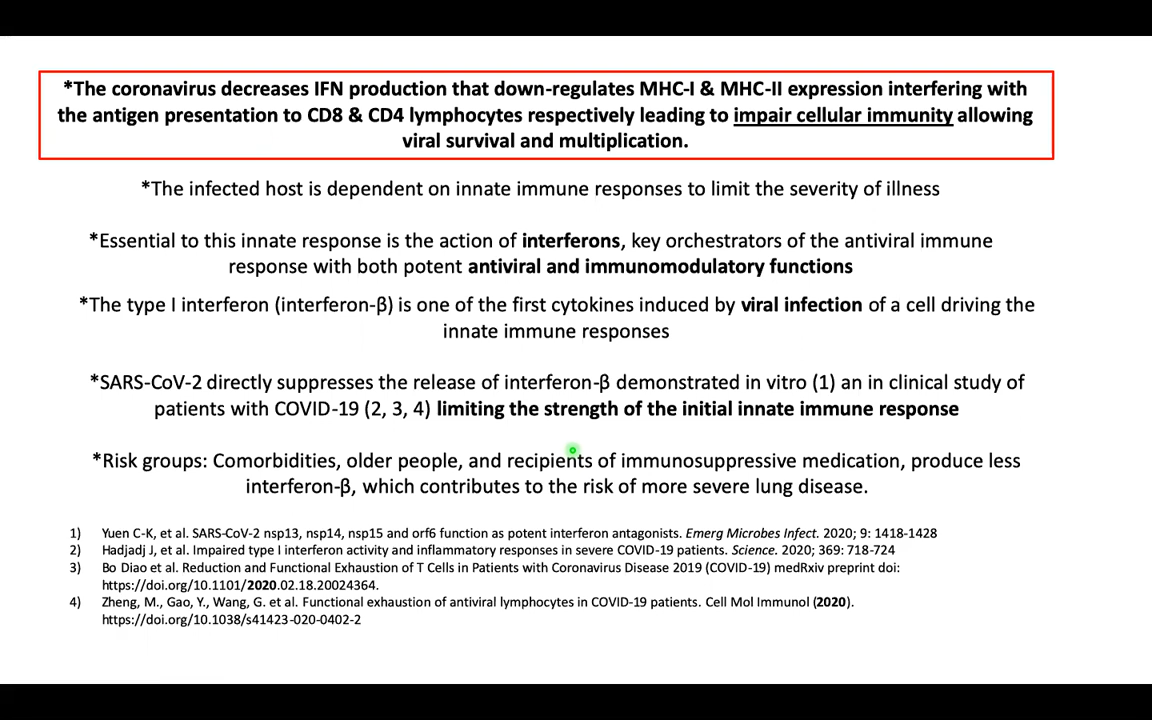 *The coronavirus decreases IFN production that down-regulates MHC-I & MHC-II expression interfering with
the antigen presentation to CD8 & CD4 lymphocytes respectively leading to impair cellular immunity allowing
viral survival and multiplication.
*The infected host is dependent on innate immune responses to limit the severity of illness
*Essential to this innate response is the action of interferons, key orchestrators of the antiviral immune
response with both potent antiviral and immunomodulatory functions
*The type I interferon (interferon-β) is one of the first cytokines induced by viral infection of a cell driving the
innate immune responses
*SARS-CoV-2 directly suppresses the release of interferon-β demonstrated in vitro (1) an in clinical study of
patients with COVID-19 (2, 3, 4) limiting the strength of the initial innate immune response
*Risk groups: Comorbidities, older people, and recipients of immunosuppressive medication, produce less
interferon-β, which contributes to the risk of more severe lung disease.
1) Yuen C-K, et al. SARS-CoV-2 nsp13, nsp14, nsp15 and orf6 function as potent interferon antagonists. Emerg Microbes Infect. 2020; 9: 1418-1428
2) Hadjadj J, et al. Impaired type I interferon activity and inflammatory responses in severe COVID-19 patients. Science. 2020; 369: 718-724
3) Bo Diao et al. Reduction and Functional Exhaustion of T Cells in Patients with Coronavirus Disease 2019 (COVID-19) medRxiv preprint doi:
https://doi.org/10.1101/2020.02.18.20024364.
4) Zheng, M., Gao, Y., Wang, G. et al. Functional exhaustion of antiviral lymphocytes in COVID-19 patients. Cell Mol Immunol (2020).
https://doi.org/10.1038/s41423-020-0402-2